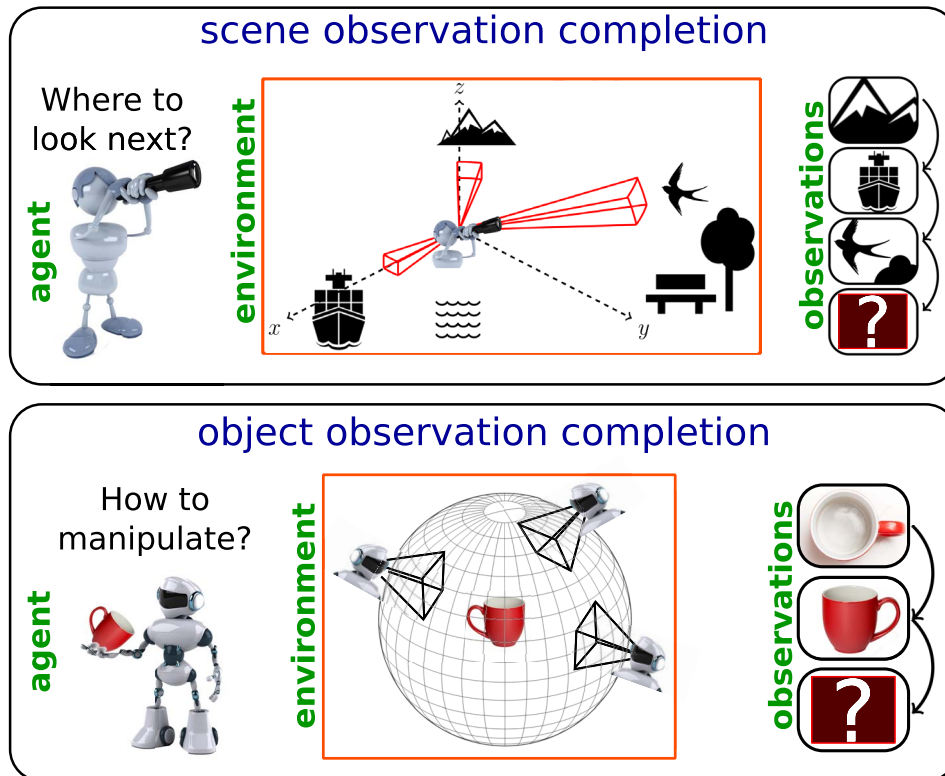 scene observation completion
Where to
look next?
agent
environment
z
x
y
observations
?
object observation completion
How to
manipulate?
agent
environment
observations
?